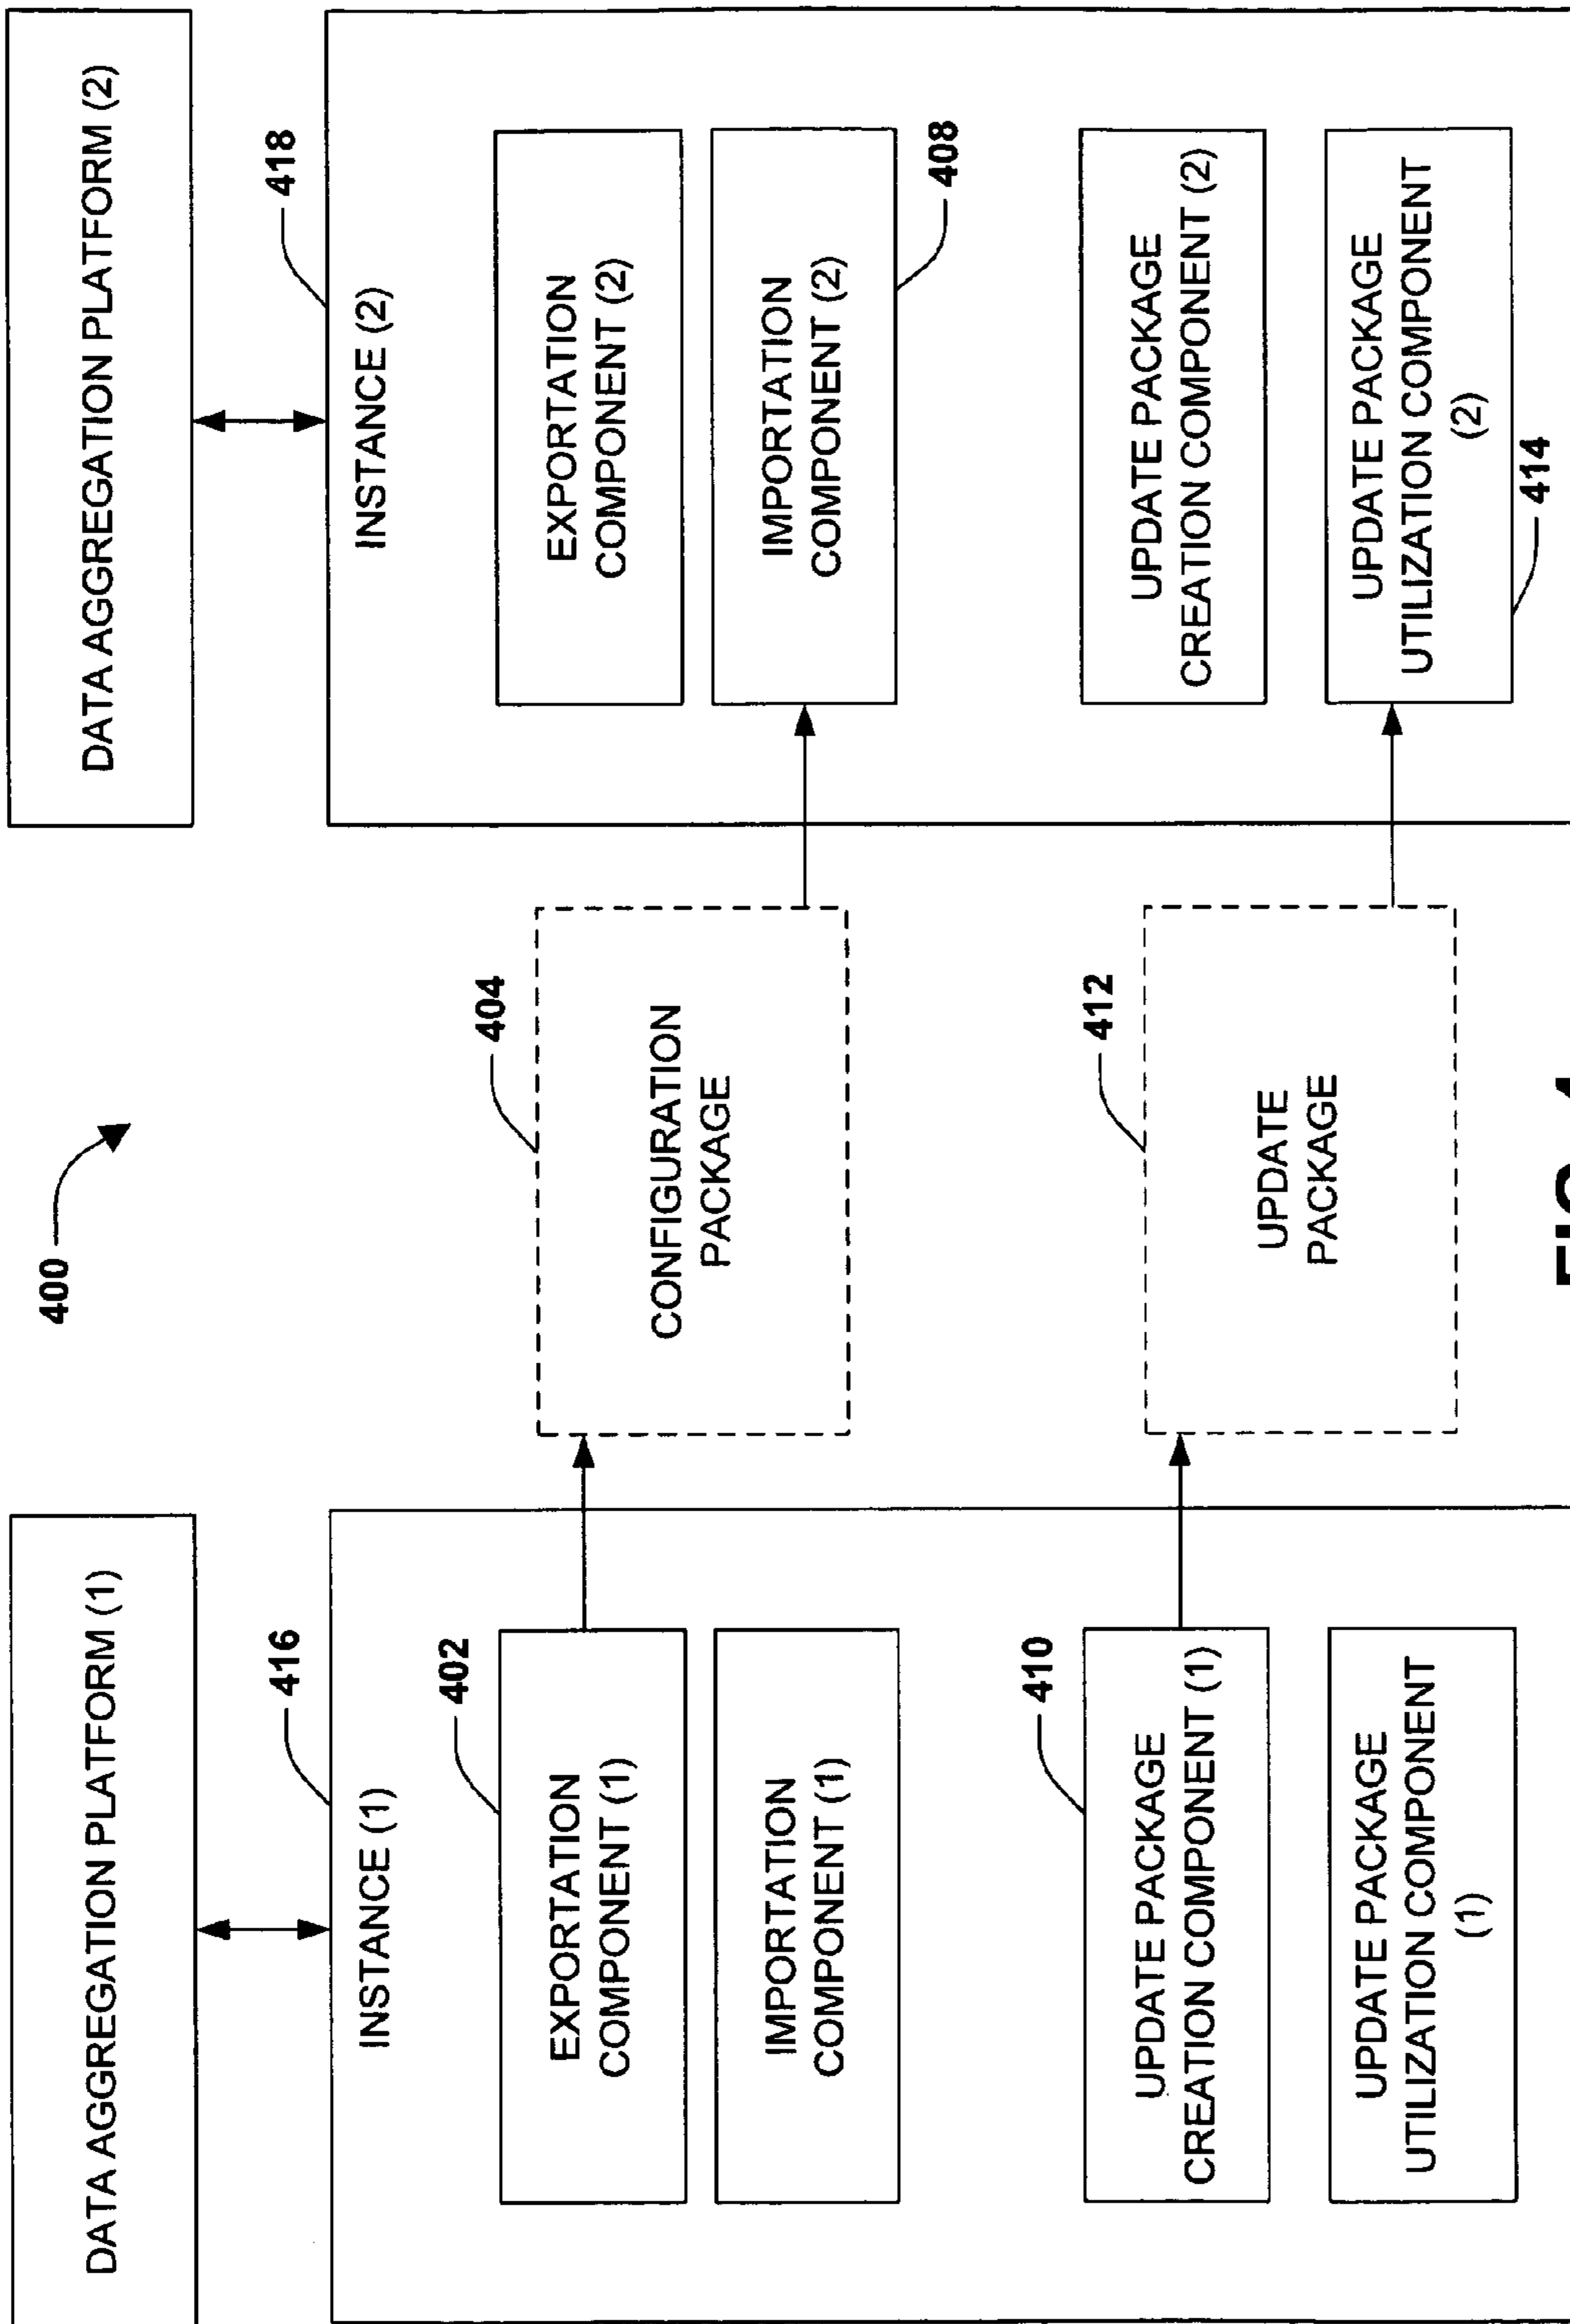 400
DATA AGGREGATION PLATFORM (1)
416
INSTANCE (1)
402
EXPORTATION
COMPONENT (1)
IMPORTATION
COMPONENT (1)
410
UPDATE PACKAGE
CREATION COMPONENT (1)
UPDATE PACKAGE
UTILIZATION COMPONENT
(1)
404
CONFIGURATION
PACKAGE
412
UPDATE
PACKAGE
DATA AGGREGATION PLATFORM (2)
418
INSTANCE (2)
EXPORTATION
COMPONENT (2)
IMPORTATION
COMPONENT (2)
408
UPDATE PACKAGE
CREATION COMPONENT (2)
UPDATE PACKAGE
UTILIZATION COMPONENT
(2)
414